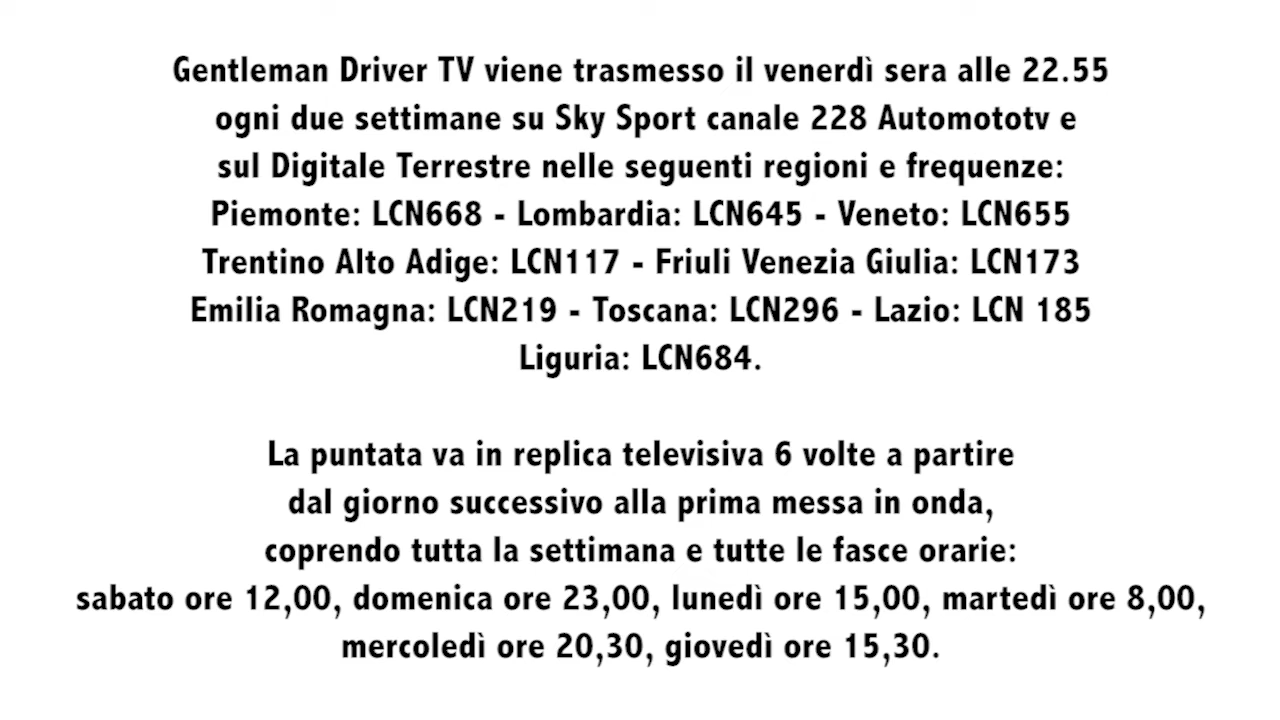 Gentleman Driver TV viene trasmesso il venerdì sera alle 22.55
ogni due settimane su Sky Sport canale 228 Automototv e
sul Digitale Terrestre nelle seguenti regioni e frequenze:
Piemonte: LCN668 - Lombardia: LCN645 - Veneto: LCN655
Trentino Alto Adige: LCN117 - Friuli Venezia Giulia: LCN173
Emilia Romagna: LCN219 - Toscana: LCN296 - Lazio: LCN 185
Liguria: LCN684.
La puntata va in replica televisiva 6 volte a partire
dal giorno successivo alla prima messa in onda,
coprendo tutta la settimana e tutte le fasce orarie:
sabato ore 12,00, domenica ore 23,00, lunedì ore 15,00, martedì ore 8,00,
mercoledì ore 20,30, giovedì ore 15,30.